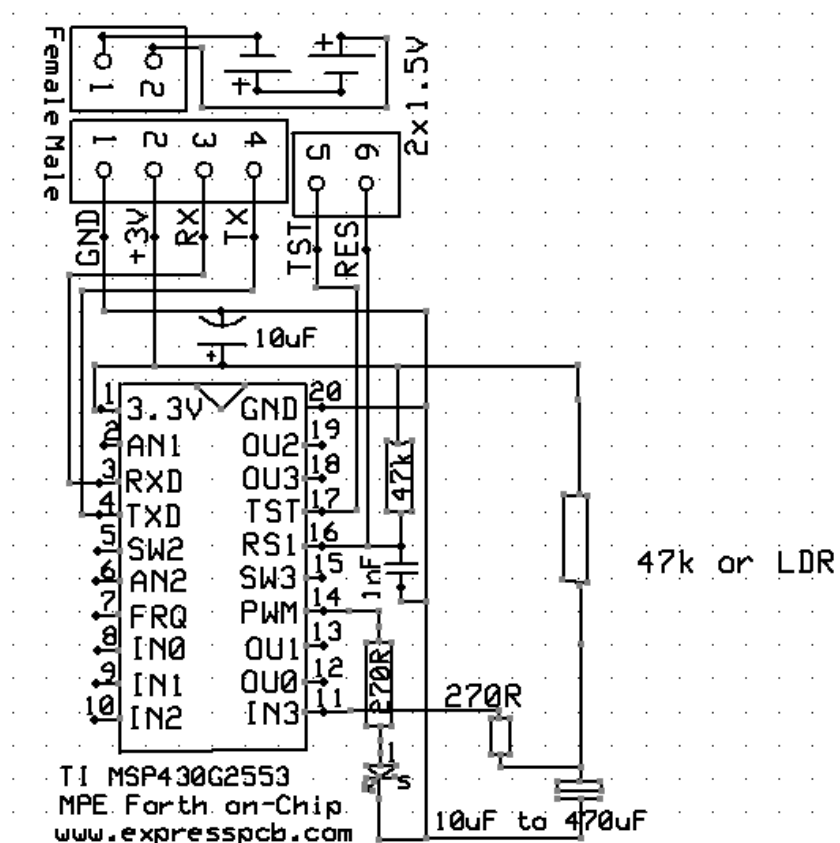 Female
1 2
2x1.5V
Male
1 2 3 4
5 6
GND
+3V
RX
TX
TST
RES
10uF
1 3.3V GND 20
2 AN1 OU2 19
3 RXD OU3 18
4 TXD TST 17
5 SW2 RS1 16
6 AN2 SW3 15
7 FRQ PWM 14
8 IN0 OU1 13
9 IN1 OU0 12
10 IN2 IN3 11
47k
1nF
47k or LDR
270R
270R
1
TI MSP430G2553
MPE Forth on-Chip
www.expresspcb.com
10uF to 470uF